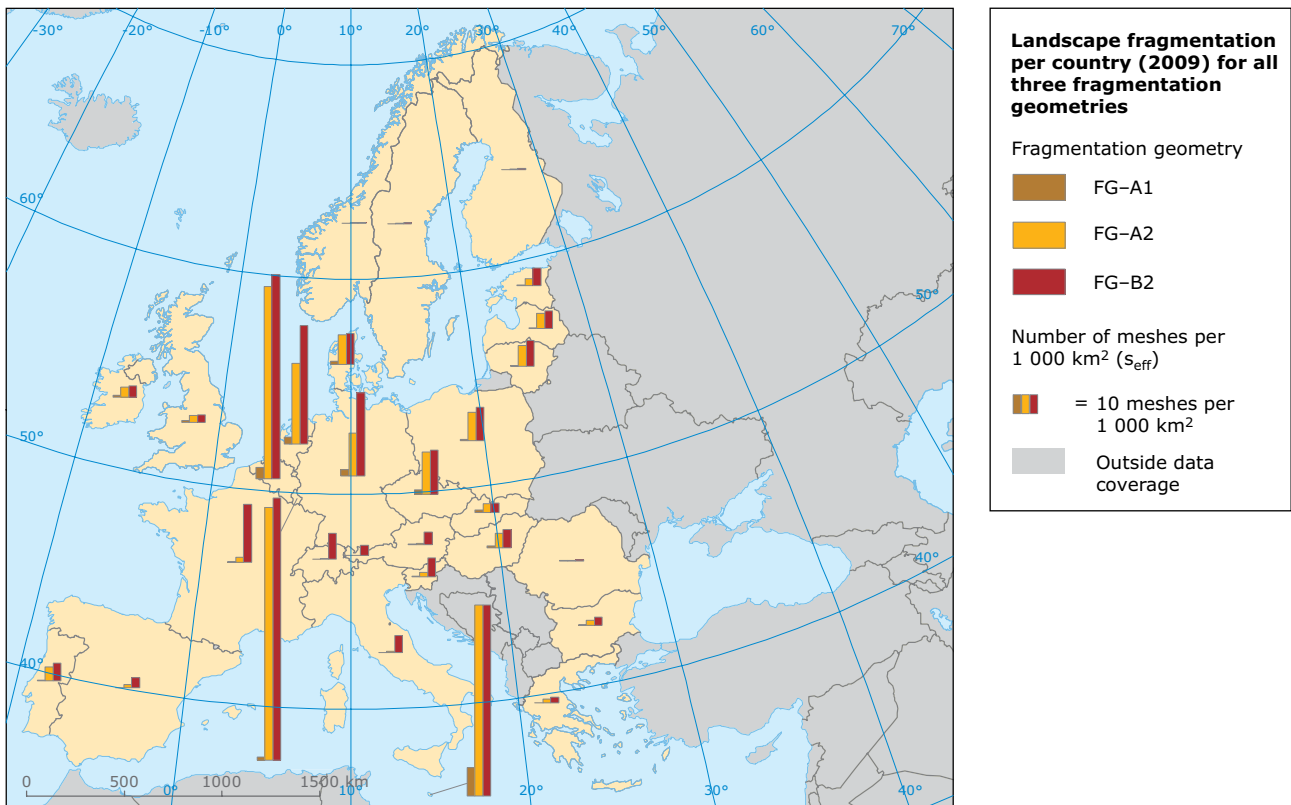 -30°
-20°
-10°
0°
10°
20°
30°
40°
50°
60°
70°
60°
50°
50°
40°
40°
0
500
1000
1500 km
0°
10°
20°
30°
40°
Landscape fragmentation
per country (2009) for all
three fragmentation
geometries
Fragmentation geometry
FG–A1
FG–A2
FG–B2
Number of meshes per
1 000 km² (seff)
= 10 meshes per
1 000 km²
Outside data
coverage